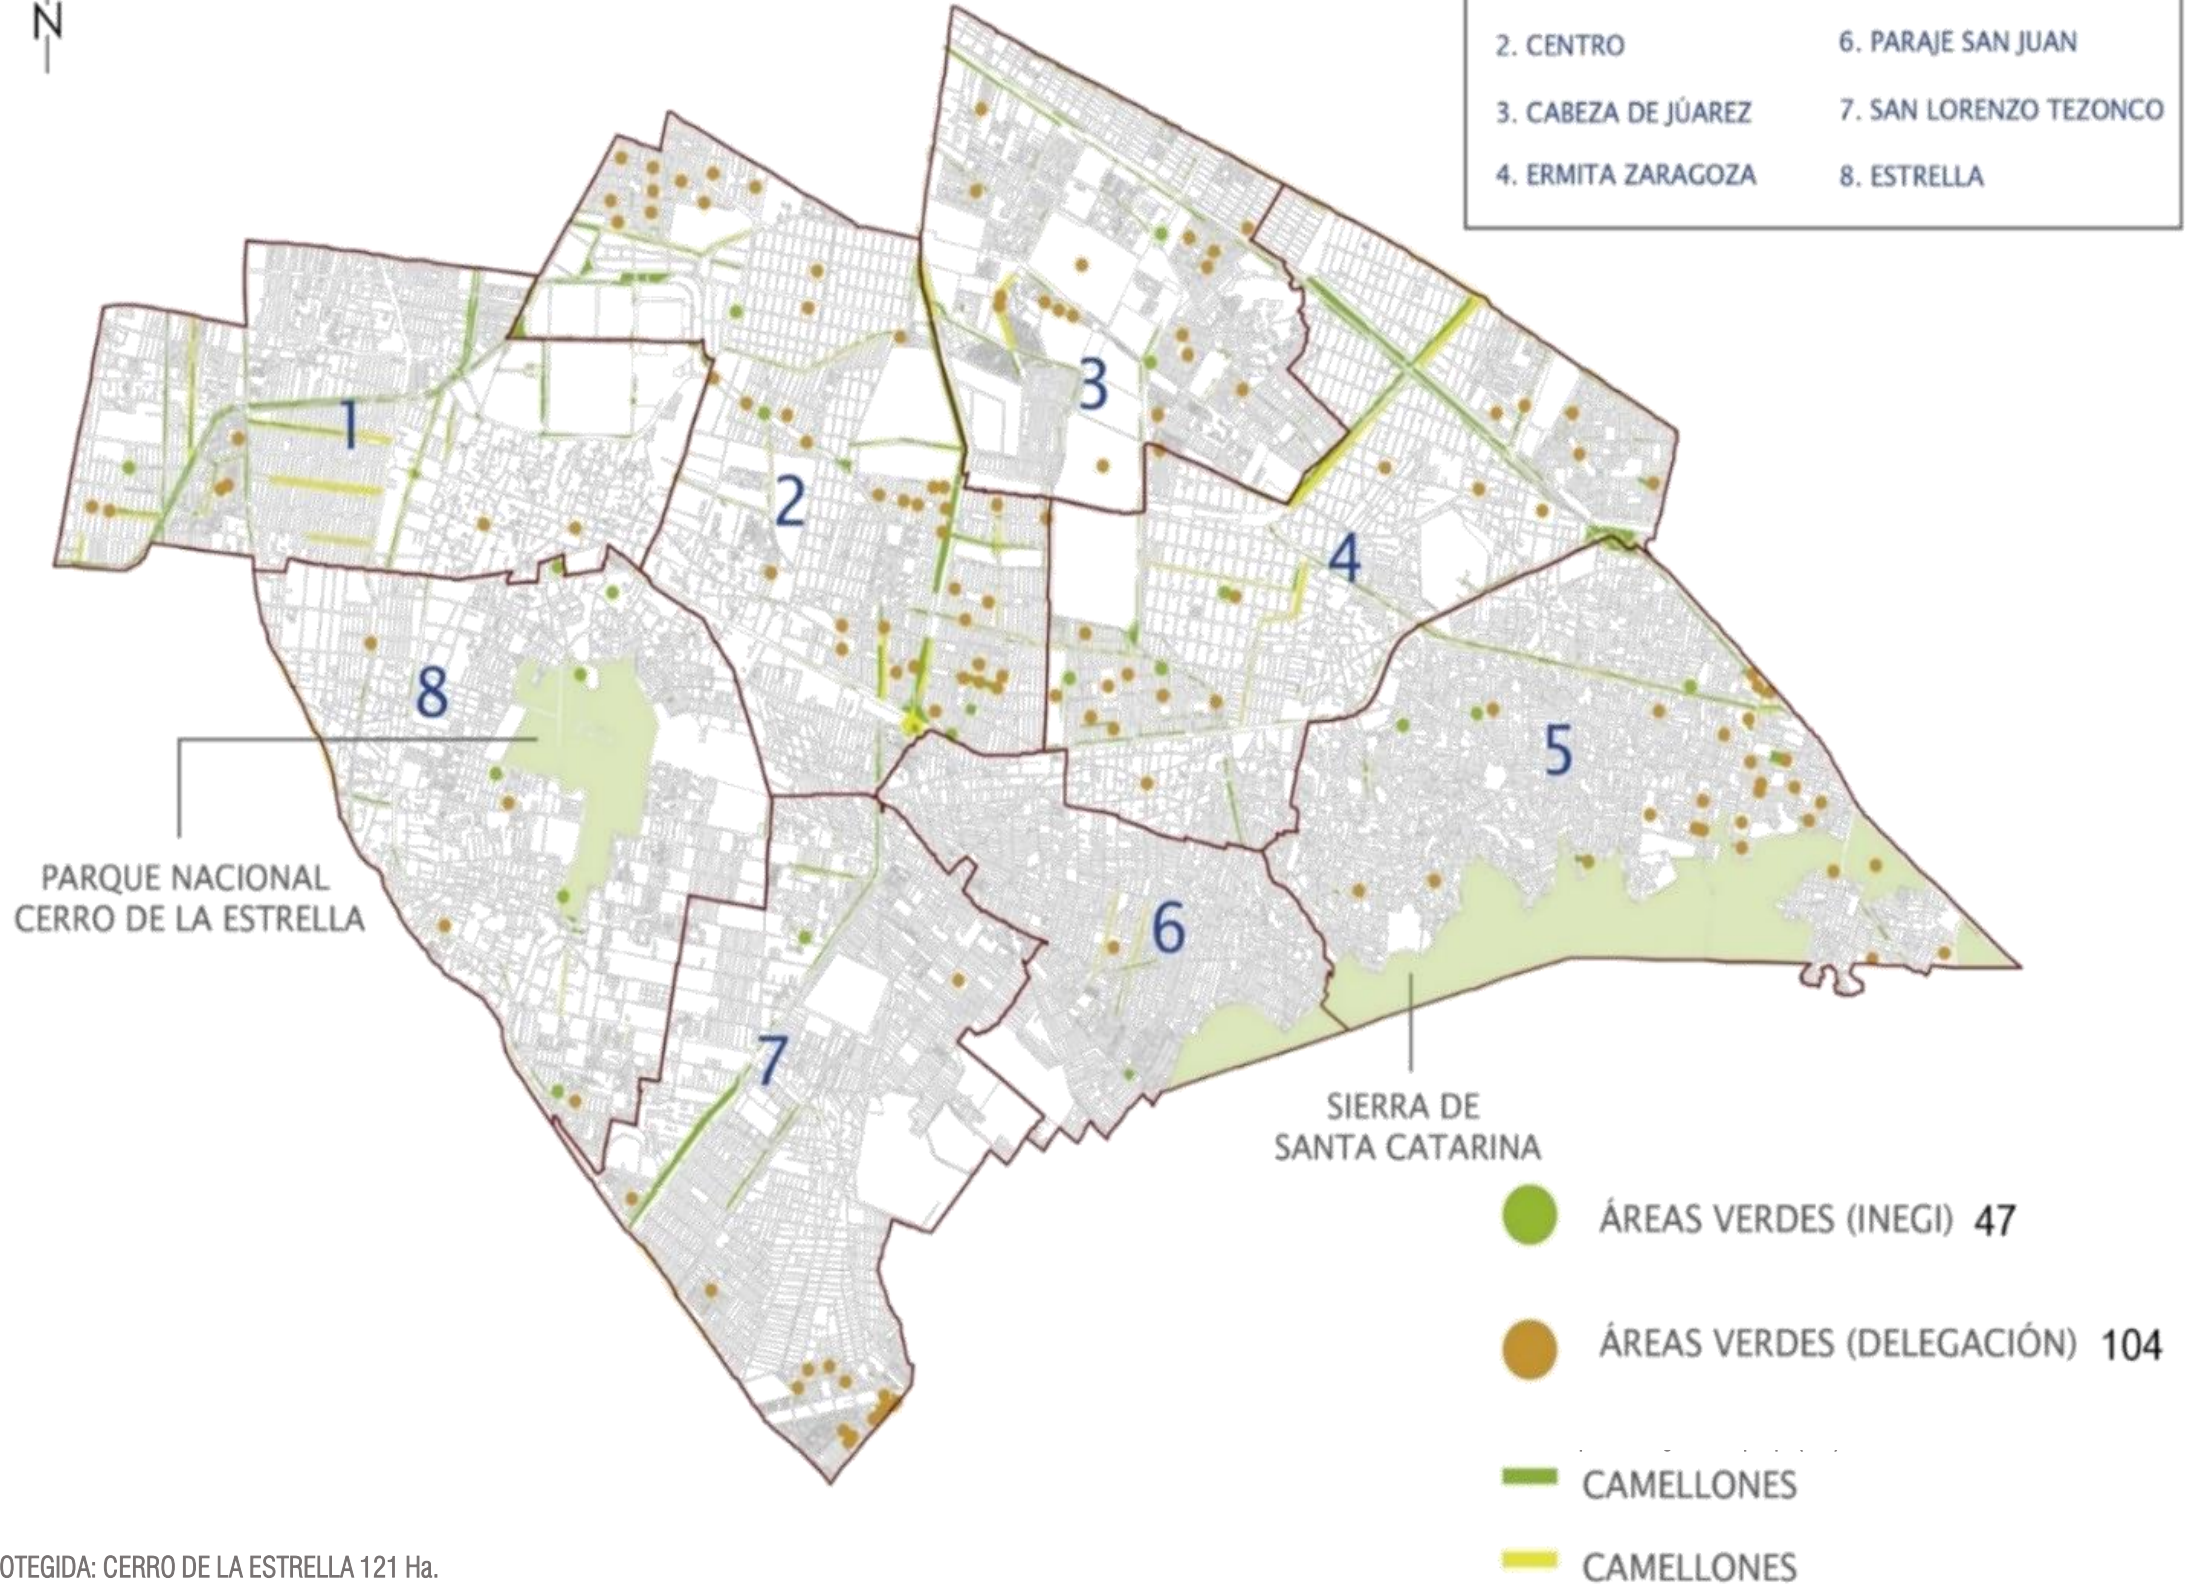 N
2. CENTRO
6. PARAJE SAN JUAN
3. CABEZA DE JÚAREZ
7. SAN LORENZO TEZONCO
4. ERMITA ZARAGOZA
8. ESTRELLA
1
2
3
4
5
6
7
8
PARQUE NACIONAL
CERRO DE LA ESTRELLA
SIERRA DE
SANTA CATARINA
ÁREAS VERDES (INEGI) 47
ÁREAS VERDES (DELEGACIÓN) 104
CAMELLONES
CAMELLONES
OTEGIDA: CERRO DE LA ESTRELLA 121 Ha.